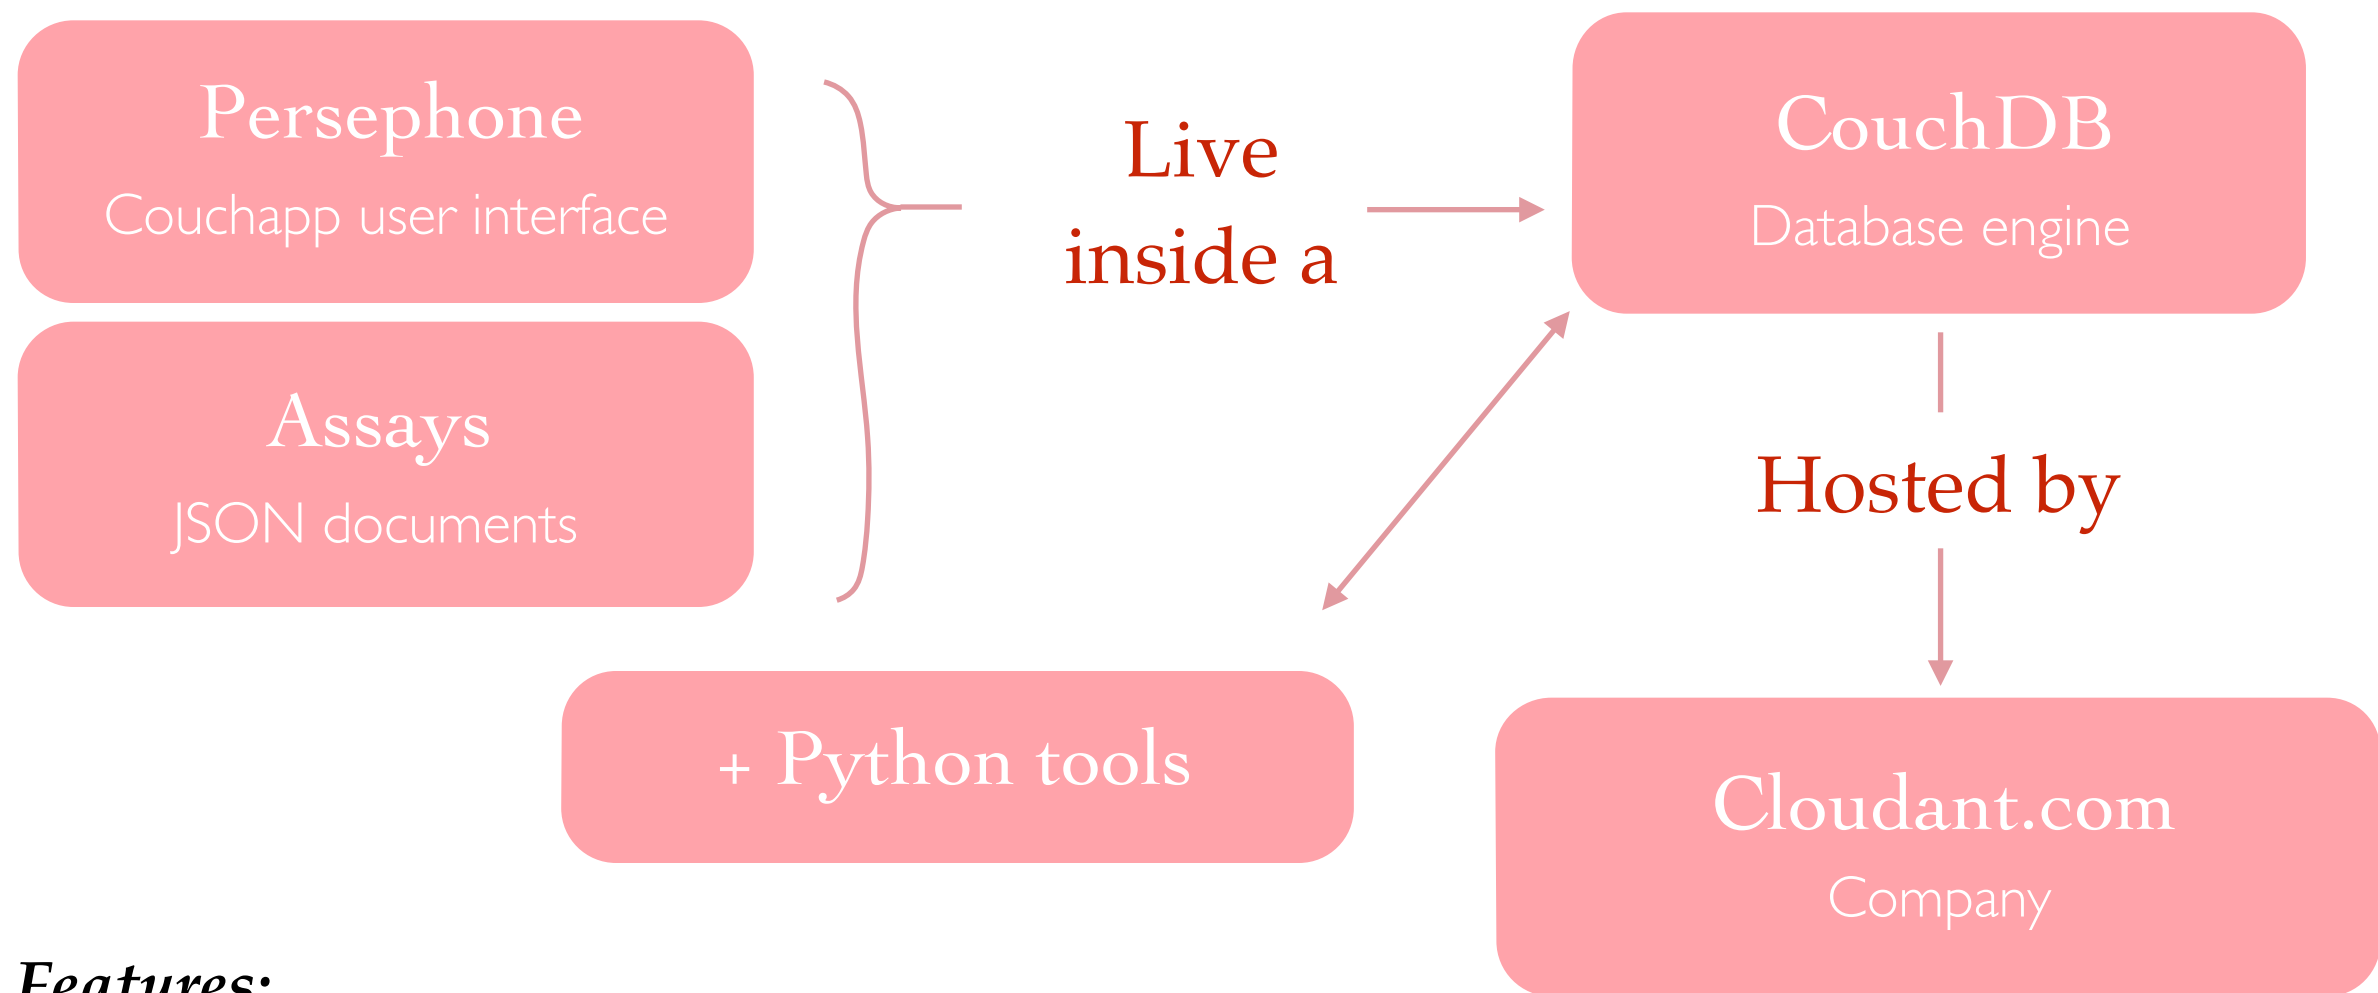 Persephone
Couchapp user interface
Assays
JSON documents
Live
inside a
CouchDB
Database engine
Hosted by
+ Python tools
Cloudant.com
Company
Features: